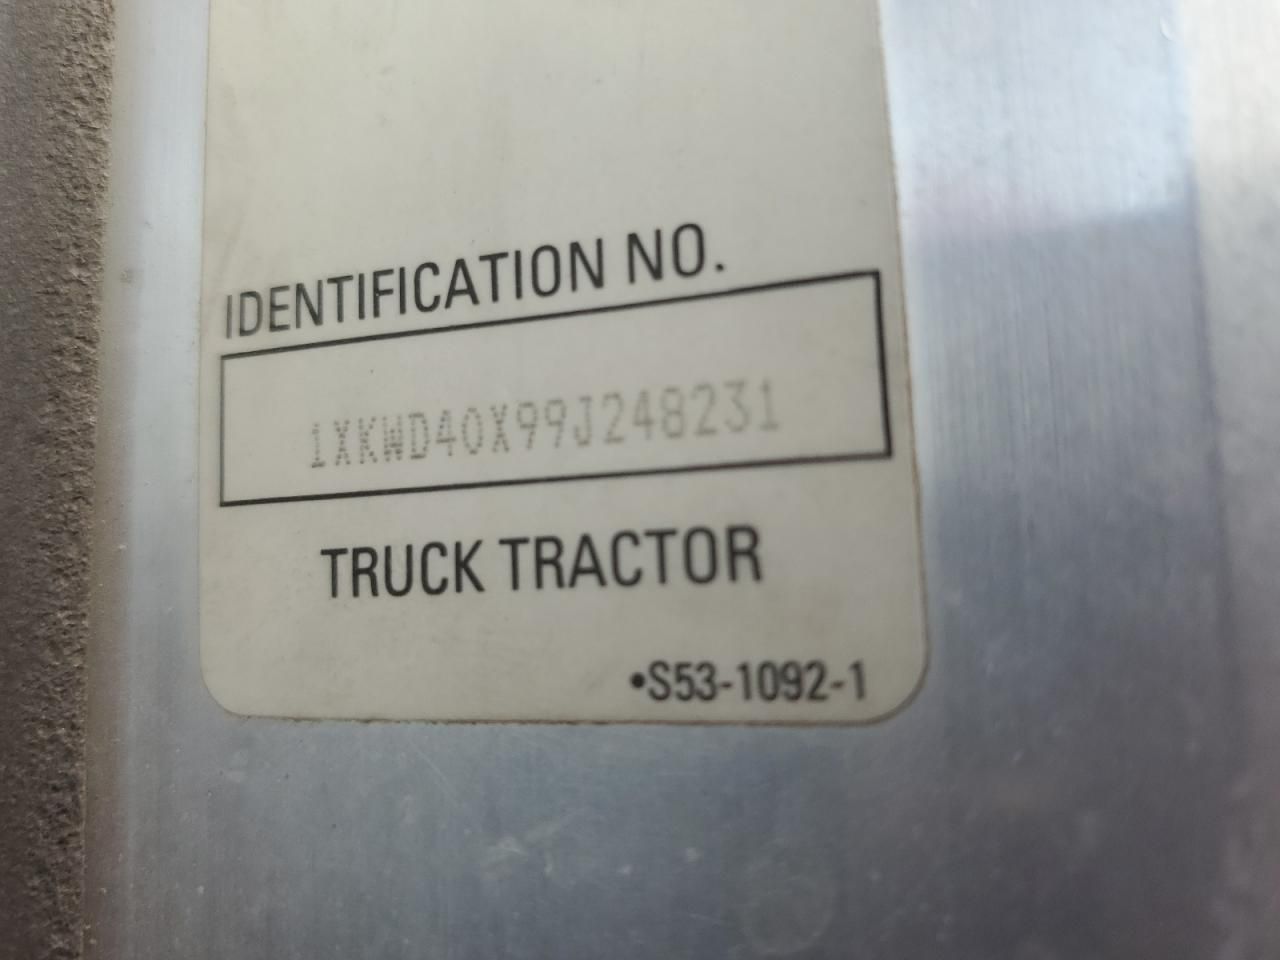 IDENTIFICATION NO.
1XKWD40X99J248231
TRUCK TRACTOR
•S53-1092-1